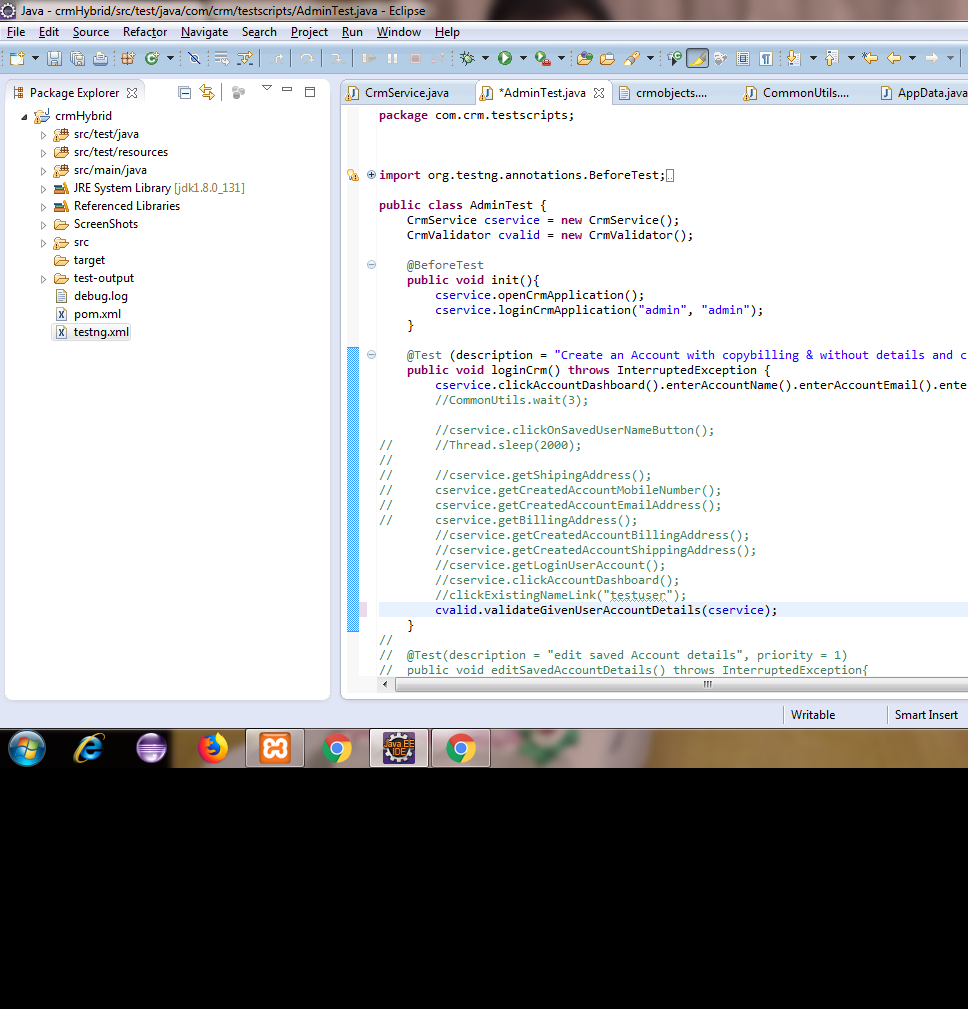 Java - crmHybrid/src/test/java/com/crm/testscripts/AdminTest.java - Eclipse
File Edit Source Refactor Navigate Search Project Run Window Help
Package Explorer
crmHybrid
src/test/java
src/test/resources
src/main/java
JRE System Library [jdk1.8.0_131]
Referenced Libraries
ScreenShots
src
target
test-output
debug.log
pom.xml
testng.xml
CrmService.java *AdminTest.java crmobjects.... CommonUtils.... AppData.java
package com.crm.testscripts;
import org.testng.annotations.BeforeTest;
public class AdminTest {
CrmService cservice = new CrmService();
CrmValidator cvalid = new CrmValidator();
@BeforeTest
public void init(){
cservice.openCrmApplication();
cservice.loginCrmApplication("admin", "admin");
}
@Test (description = "Create an Account with copybilling & without details and c
public void loginCrm() throws InterruptedException {
cservice.clickAccountDashboard().enterAccountName().enterAccountEmail().ente
//CommonUtils.wait(3);
//cservice.clickOnSavedUserNameButton();
// //Thread.sleep(2000);
//
// //cservice.getShipingAddress();
// cservice.getCreatedAccountMobileNumber();
// cservice.getCreatedAccountEmailAddress();
// cservice.getBillingAddress();
//cservice.getCreatedAccountBillingAddress();
//cservice.getCreatedAccountShippingAddress();
//cservice.getLoginUserAccount();
//cservice.clickAccountDashboard();
//clickExistingNameLink("testuser");
cvalid.validateGivenUserAccountDetails(cservice);
}
//
// @Test(description = "edit saved Account details", priority = 1)
// public void editSavedAccountDetails() throws InterruptedException{
Writable Smart Insert
Java EE
IDE